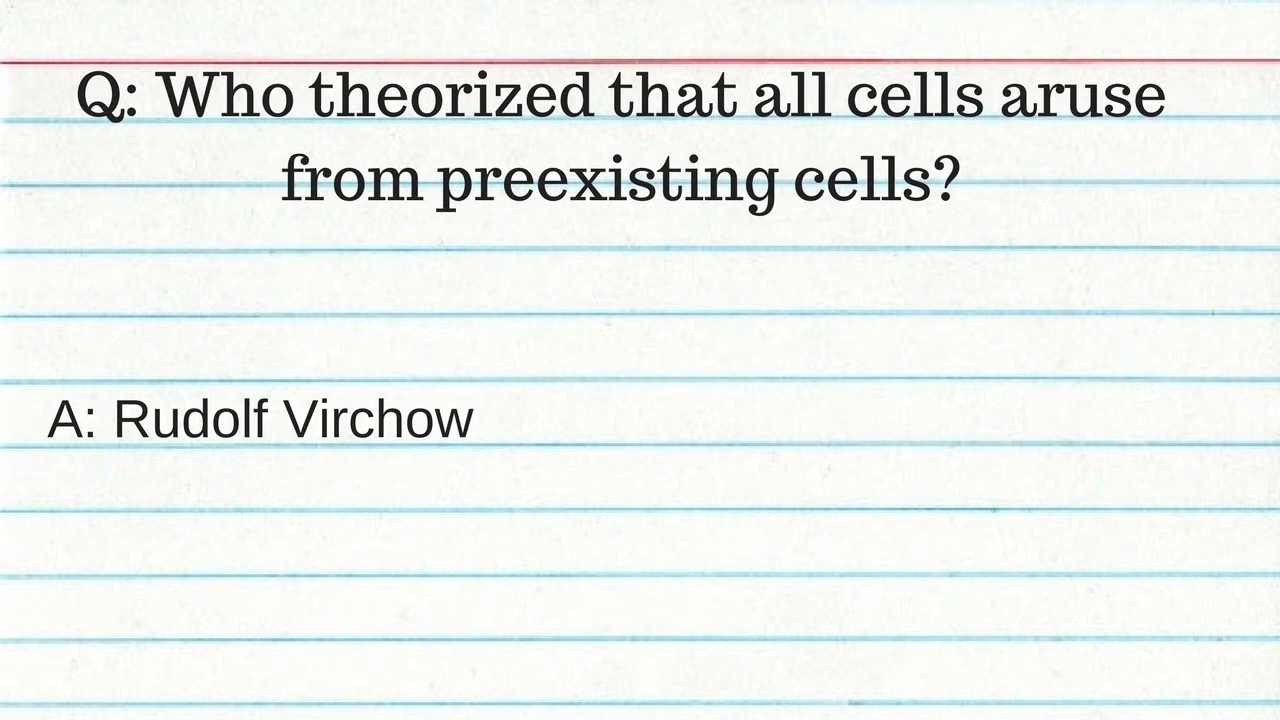 Q: Who theorized that all cells aruse
from preexisting cells?
A: Rudolf Virchow